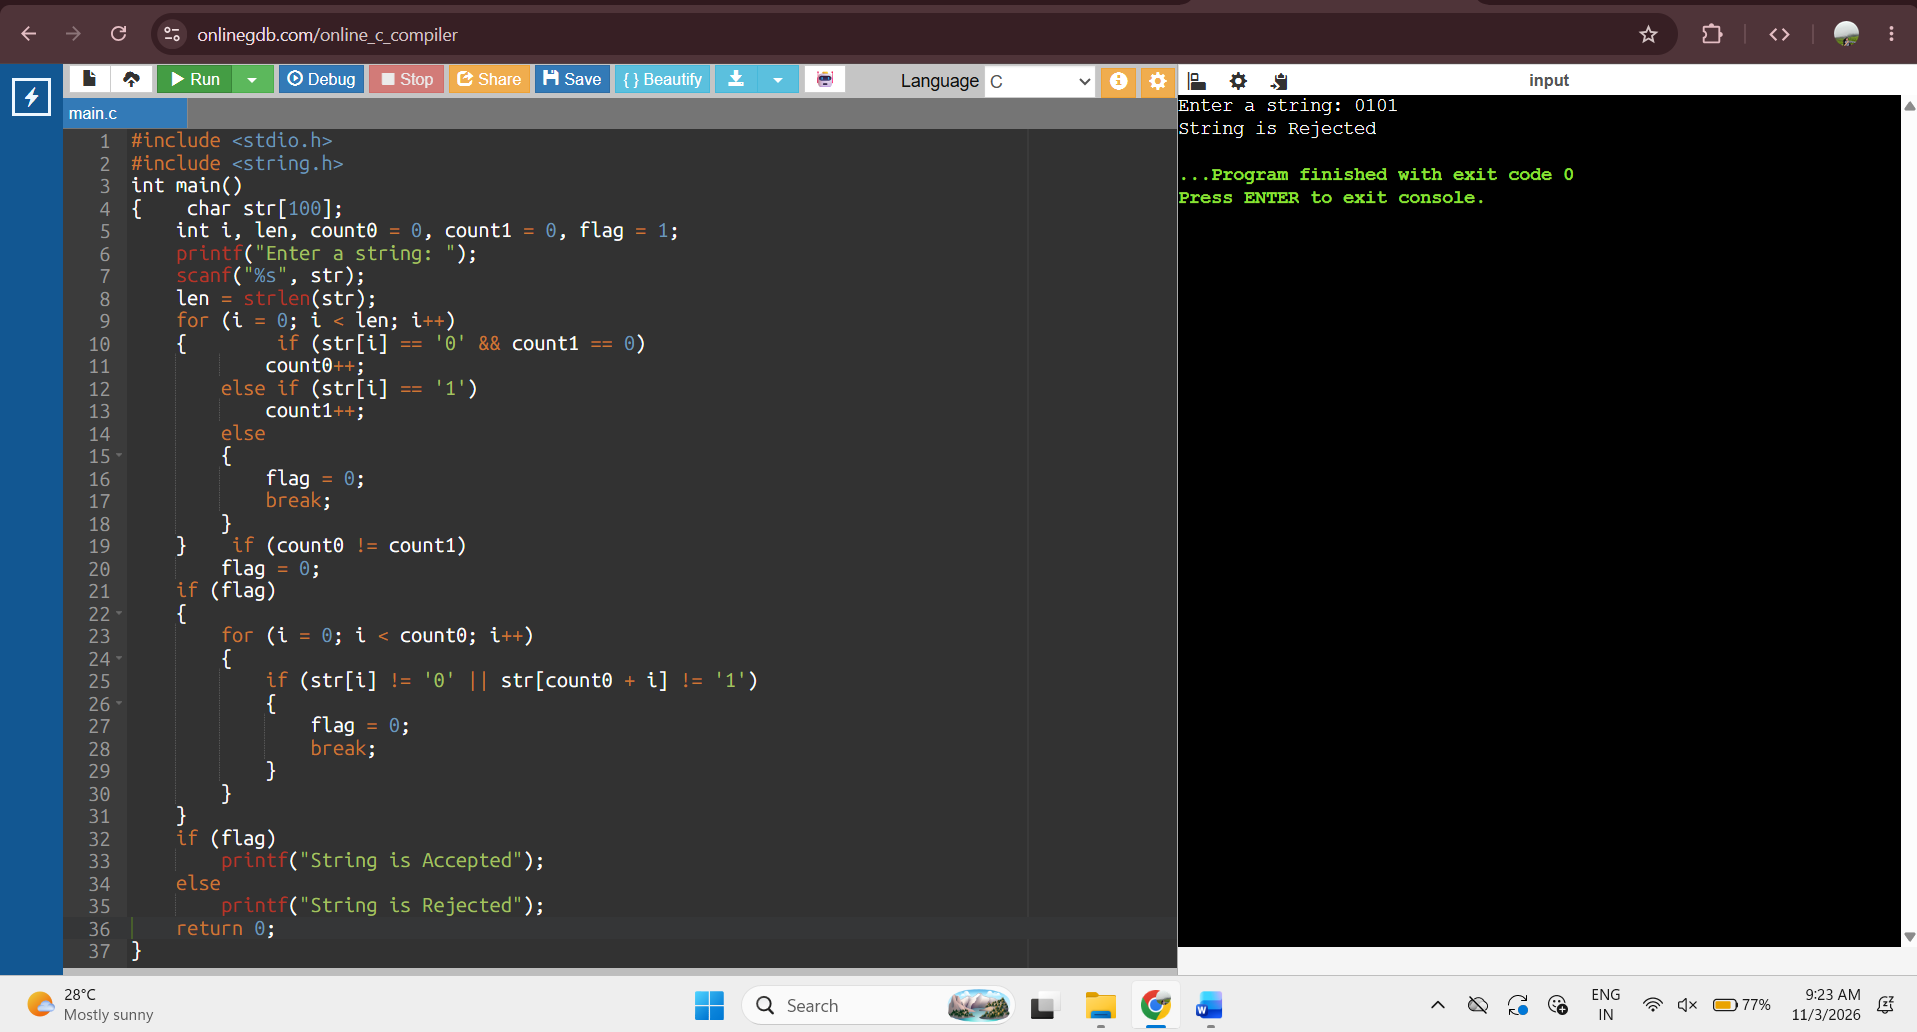 onlinegdb.com/online_c_compiler
Run Debug Stop Share Save { } Beautify Language C
input
main.c
1 #include <stdio.h>
2 #include <string.h>
3 int main()
4 {    char str[100];
5     int i, len, count0 = 0, count1 = 0, flag = 1;
6     printf("Enter a string: ");
7     scanf("%s", str);
8     len = strlen(str);
9     for (i = 0; i < len; i++)
10     {        if (str[i] == '0' && count1 == 0)
11             count0++;
12         else if (str[i] == '1')
13             count1++;
14         else
15         {
16             flag = 0;
17             break;
18         }
19     }    if (count0 != count1)
20         flag = 0;
21     if (flag)
22     {
23         for (i = 0; i < count0; i++)
24         {
25             if (str[i] != '0' || str[count0 + i] != '1')
26             {
27                 flag = 0;
28                 break;
29             }
30         }
31     }
32     if (flag)
33         printf("String is Accepted");
34     else
35         printf("String is Rejected");
36     return 0;
37 }
Enter a string: 0101
String is Rejected
...Program finished with exit code 0
Press ENTER to exit console.
28°C
Mostly sunny
Search
ENG
IN
77%
9:23 AM
11/3/2026